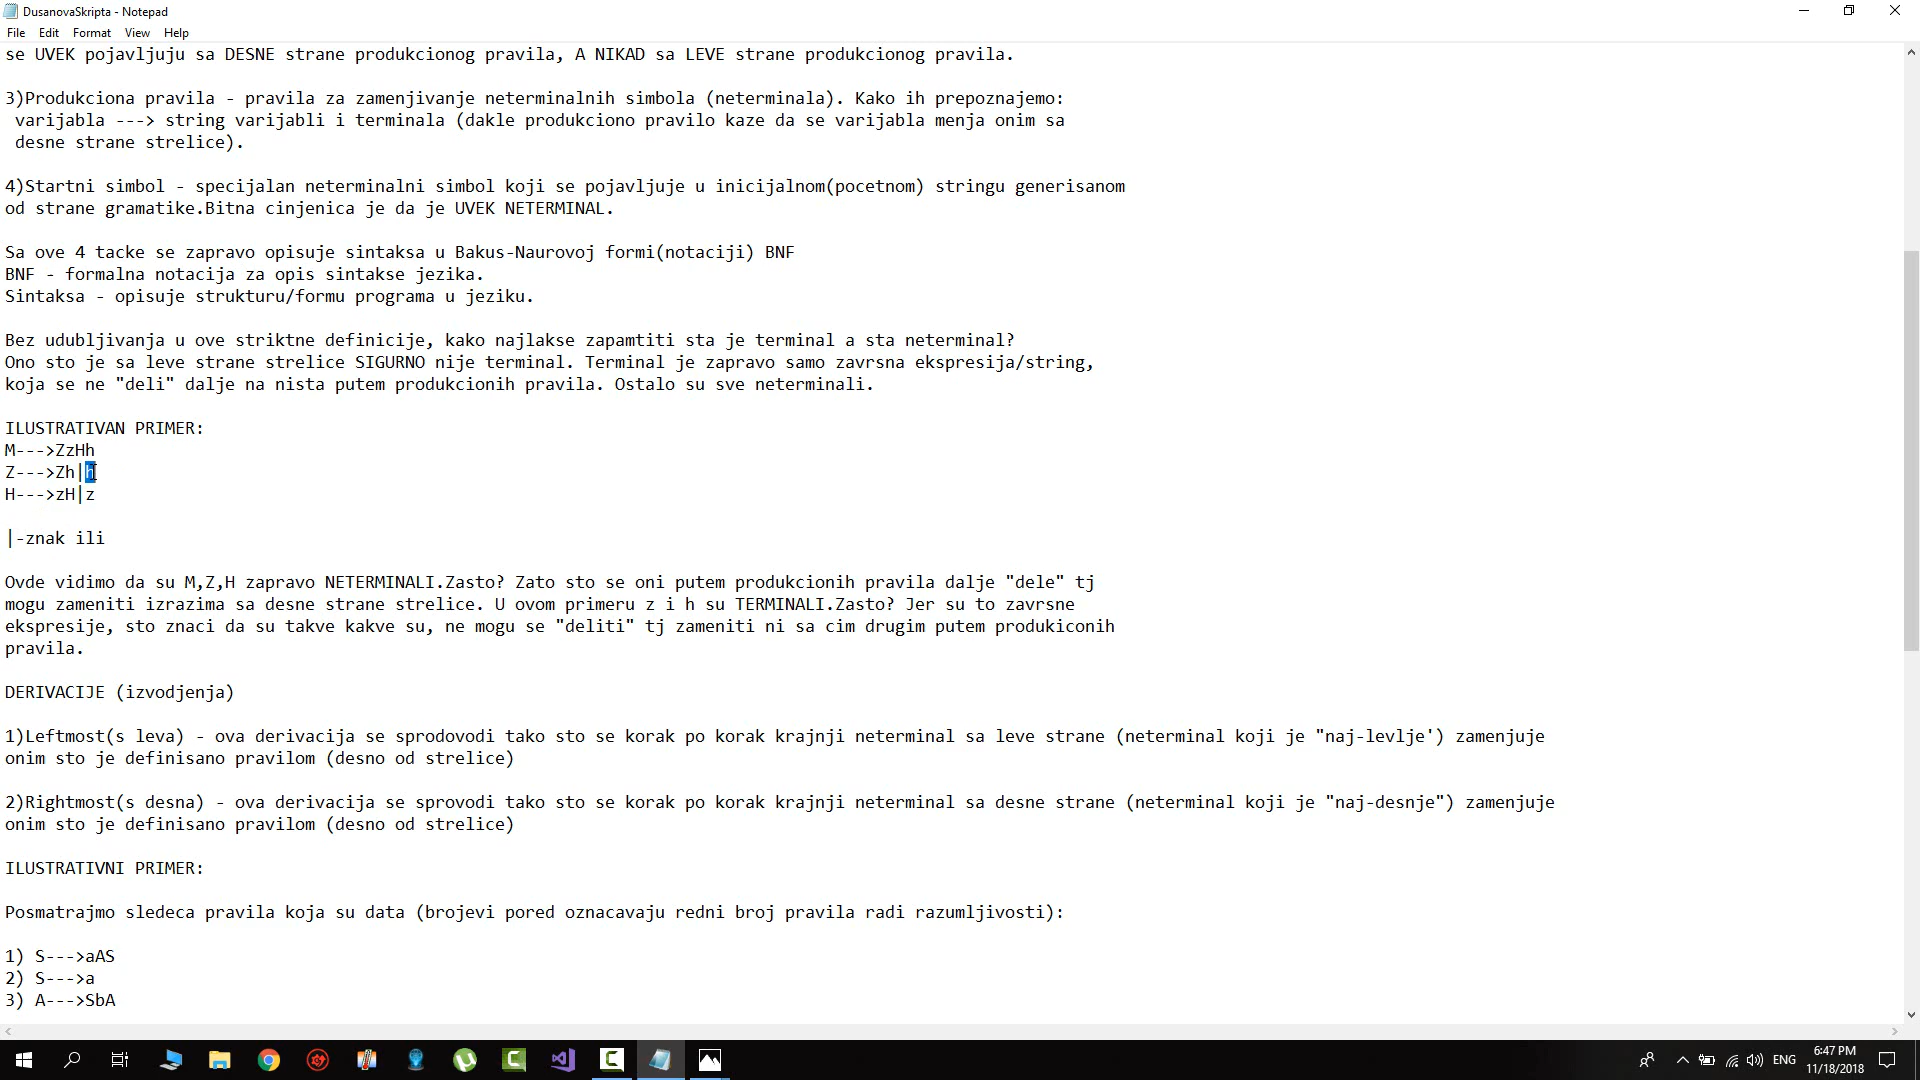 DusanovaSkripta - Notepad
File Edit Format View Help
se UVEK pojavljuju sa DESNE strane produkcionog pravila, A NIKAD sa LEVE strane produkcionog pravila.
3)Produkciona pravila - pravila za zamenjivanje neterminalnih simbola (neterminala). Kako ih prepoznajemo:
varijabla ---> string varijabli i terminala (dakle produkciono pravilo kaze da se varijabla menja onim sa
desne strane strelice).
4)Startni simbol - specijalan neterminalni simbol koji se pojavljuje u inicijalnom(pocetnom) stringu generisanom
od strane gramatike.Bitna cinjenica je da je UVEK NETERMINAL.
Sa ove 4 tacke se zapravo opisuje sintaksa u Bakus-Naurovoj formi(notaciji) BNF
BNF - formalna notacija za opis sintakse jezika.
Sintaksa - opisuje strukturu/formu programa u jeziku.
Bez udubljivanja u ove striktne definicije, kako najlakse zapamtiti sta je terminal a sta neterminal?
Ono sto je sa leve strane strelice SIGURNO nije terminal. Terminal je zapravo samo zavrsna ekspresija/string,
koja se ne "deli" dalje na nista putem produkcionih pravila. Ostalo su sve neterminali.
ILUSTRATIVAN PRIMER:
M--->ZzHh
Z--->Zh|h
H--->zH|z
|-znak ili
Ovde vidimo da su M,Z,H zapravo NETERMINALI.Zasto? Zato sto se oni putem produkcionih pravila dalje "dele" tj
mogu zameniti izrazima sa desne strane strelice. U ovom primeru z i h su TERMINALI.Zasto? Jer su to zavrsne
ekspresije, sto znaci da su takve kakve su, ne mogu se "deliti" tj zameniti ni sa cim drugim putem produkiconih
pravila.
DERIVACIJE (izvodjenja)
1)Leftmost(s leva) - ova derivacija se sprodovodi tako sto se korak po korak krajnji neterminal sa leve strane (neterminal koji je "naj-levlje') zamenjuje
onim sto je definisano pravilom (desno od strelice)
2)Rightmost(s desna) - ova derivacija se sprovodi tako sto se korak po korak krajnji neterminal sa desne strane (neterminal koji je "naj-desnje") zamenjuje
onim sto je definisano pravilom (desno od strelice)
ILUSTRATIVNI PRIMER:
Posmatrajmo sledeca pravila koja su data (brojevi pored oznacavaju redni broj pravila radi razumljivosti):
1) S--->aAS
2) S--->a
3) A--->SbA
ENG
6:47 PM
11/18/2018